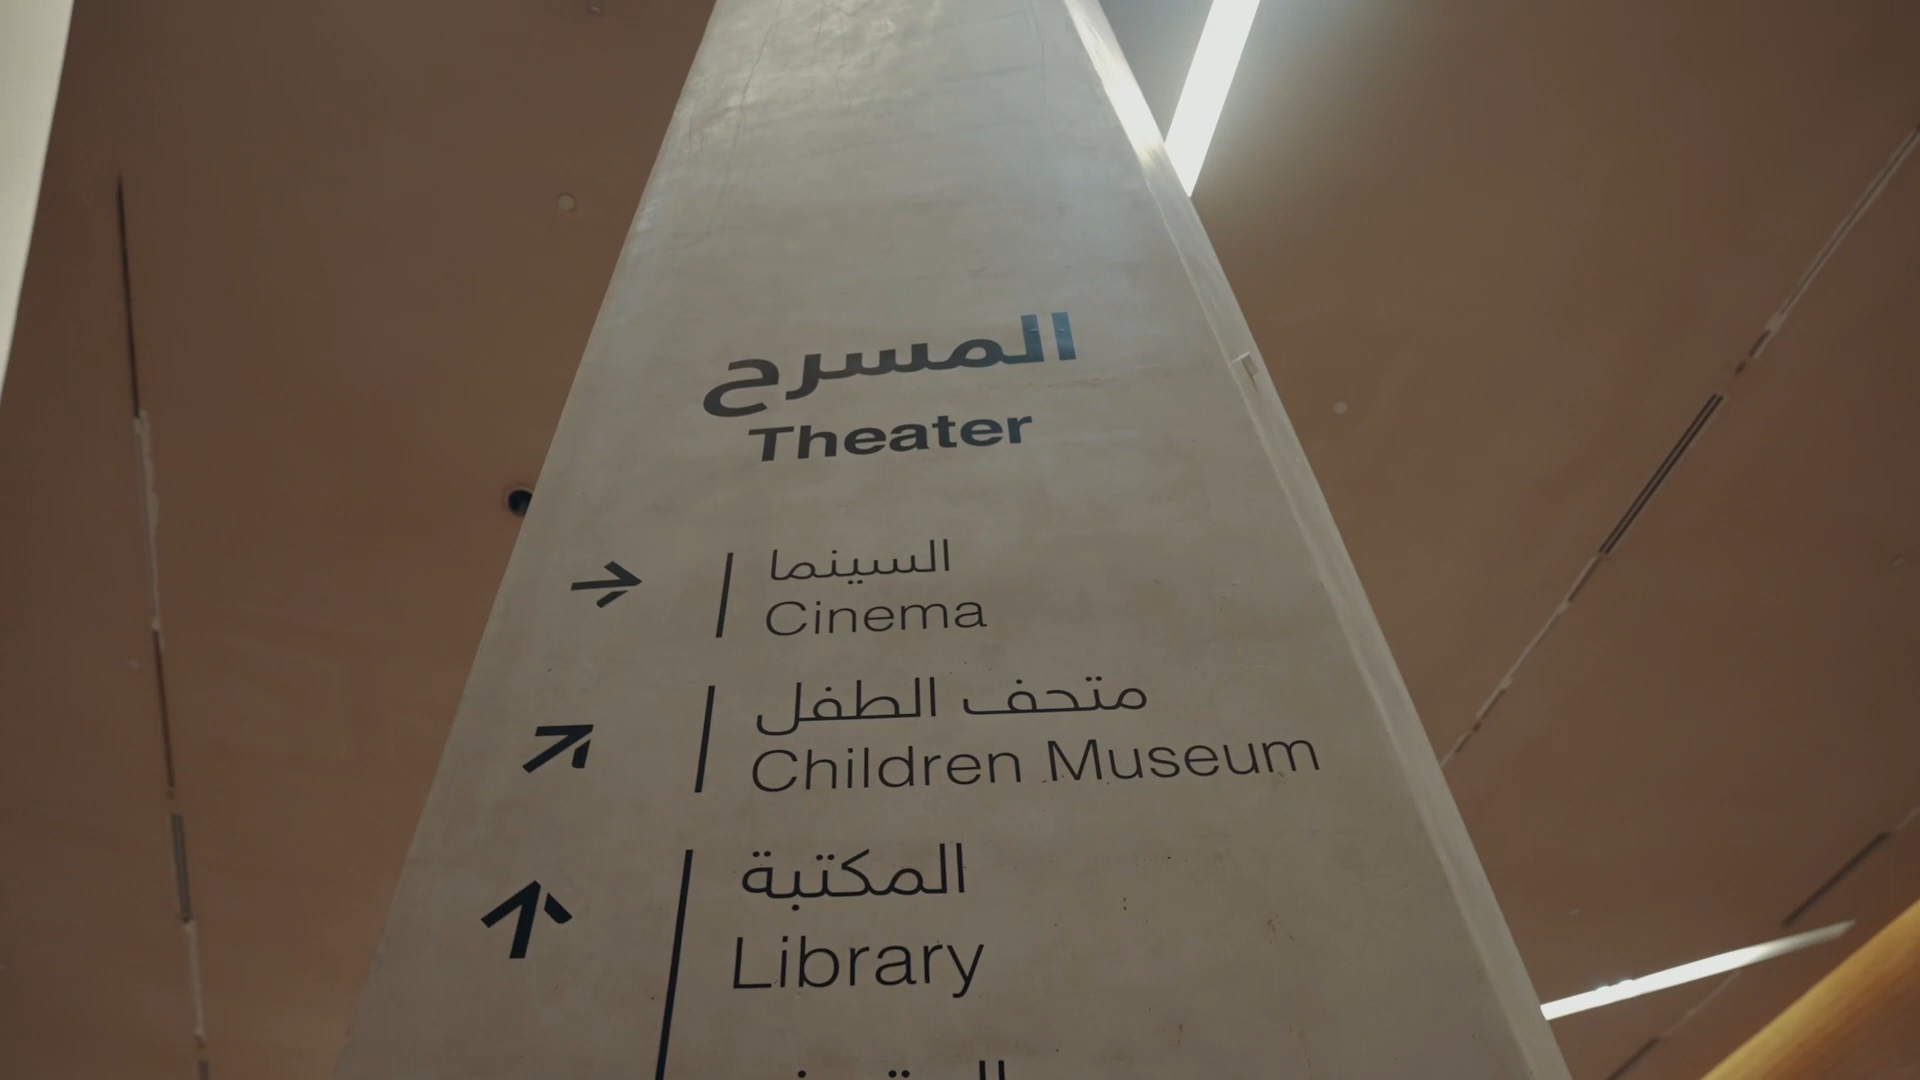 المسرح
Theater
السينما
Cinema
متحف الطفل
Children Museum
المكتبة
Library